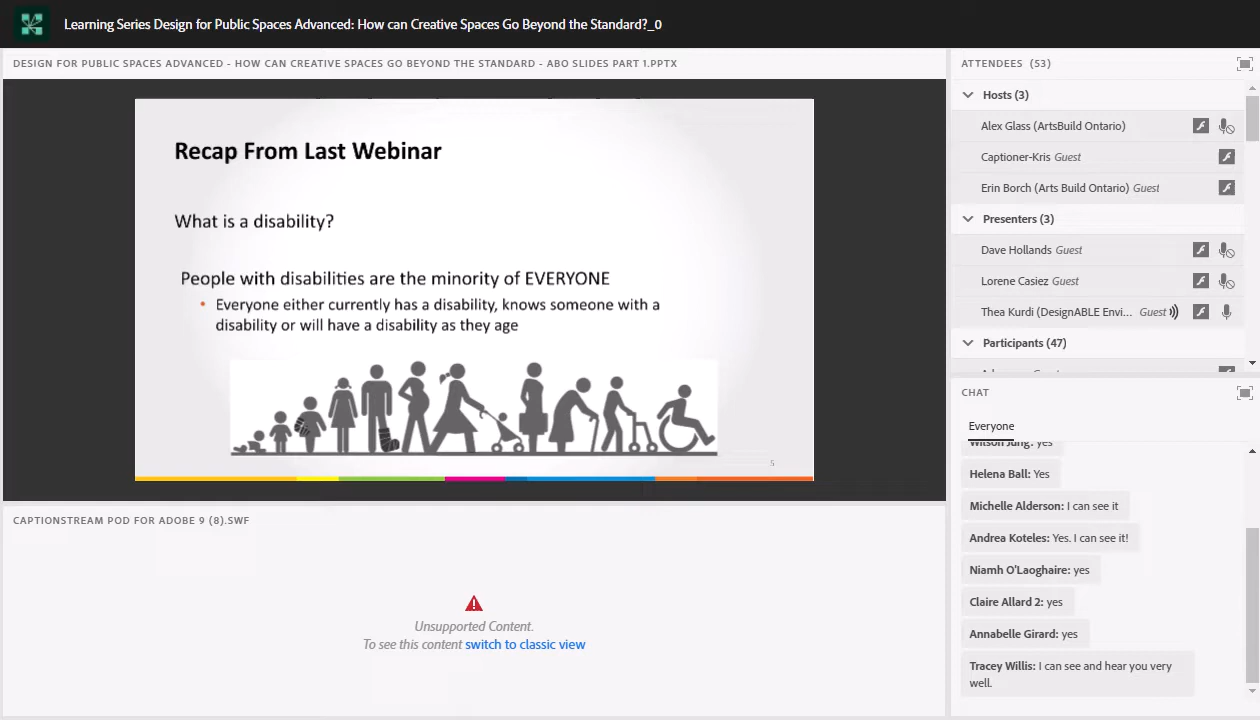 Learning Series Design for Public Spaces Advanced: How can Creative Spaces Go Beyond the Standard?_0
DESIGN FOR PUBLIC SPACES ADVANCED - HOW CAN CREATIVE SPACES GO BEYOND THE STANDARD - ABO SLIDES PART 1.PPTX
Recap From Last Webinar
What is a disability?
People with disabilities are the minority of EVERYONE
• Everyone either currently has a disability, knows someone with a
disability or will have a disability as they age
5
CAPTIONSTREAM POD FOR ADOBE 9 (8).SWF
Unsupported Content.
To see this content switch to classic view
ATTENDEES (53)
Hosts (3)
Alex Glass (ArtsBuild Ontario)
Captioner-Kris Guest
Erin Borch (Arts Build Ontario) Guest
Presenters (3)
Dave Hollands Guest
Lorene Casiez Guest
Thea Kurdi (DesignABLE Envi... Guest
Participants (47)
CHAT
Everyone
Wilson Jung: yes
Helena Ball: Yes
Michelle Alderson: I can see it
Andrea Koteles: Yes. I can see it!
Niamh O'Laoghaire: yes
Claire Allard 2: yes
Annabelle Girard: yes
Tracey Willis: I can see and hear you very
well.